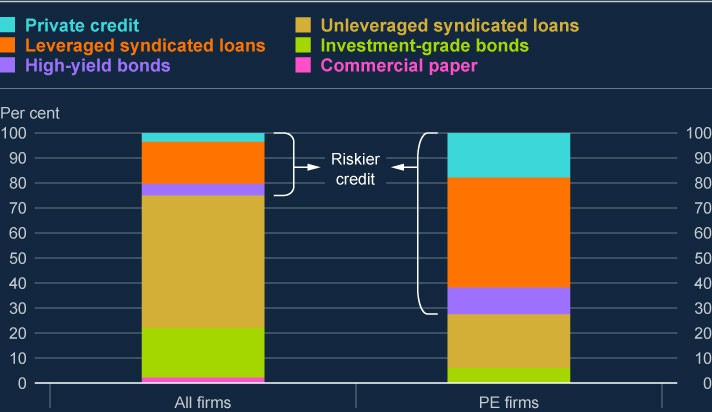 Private credit
Unleveraged syndicated loans
Leveraged syndicated loans
Investment-grade bonds
High-yield bonds
Commercial paper
Per cent
100
100
90
90
80
80
70
70
60
60
50
50
40
40
30
30
20
20
10
10
0
0
Riskier
credit
All firms
PE firms